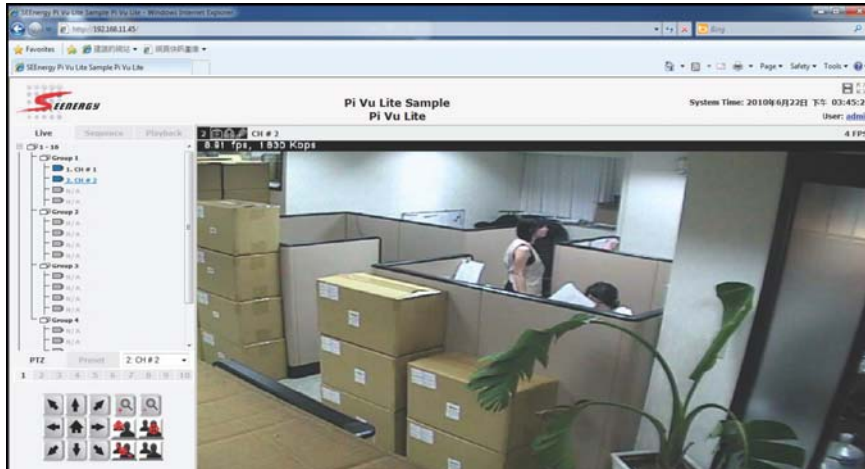 SEEnergy Pi Vu Lite Sample Pi Vu Lite - Windows Internet Explorer
http://192.168.11.45/
Bing
Favorites
SEEnergy Pi Vu Lite Sample Pi Vu Lite
Page
Safety
Tools
SEENERGY
Pi Vu Lite Sample
Pi Vu Lite
System Time: 2010年6月22日 下午 03:45:2
User: admi
Live Sequence Playback
2 CH # 2
4 FPS
8.91 fps, 1830 Kbps
1 - 16
Group 1
1. CH # 1
2. CH # 2
N/A
N/A
Group 2
N/A
N/A
N/A
N/A
Group 3
N/A
N/A
N/A
N/A
Group 4
N/A
N/A
PTZ Preset 2. CH # 2
1 2 3 4 5 6 7 8 9 10